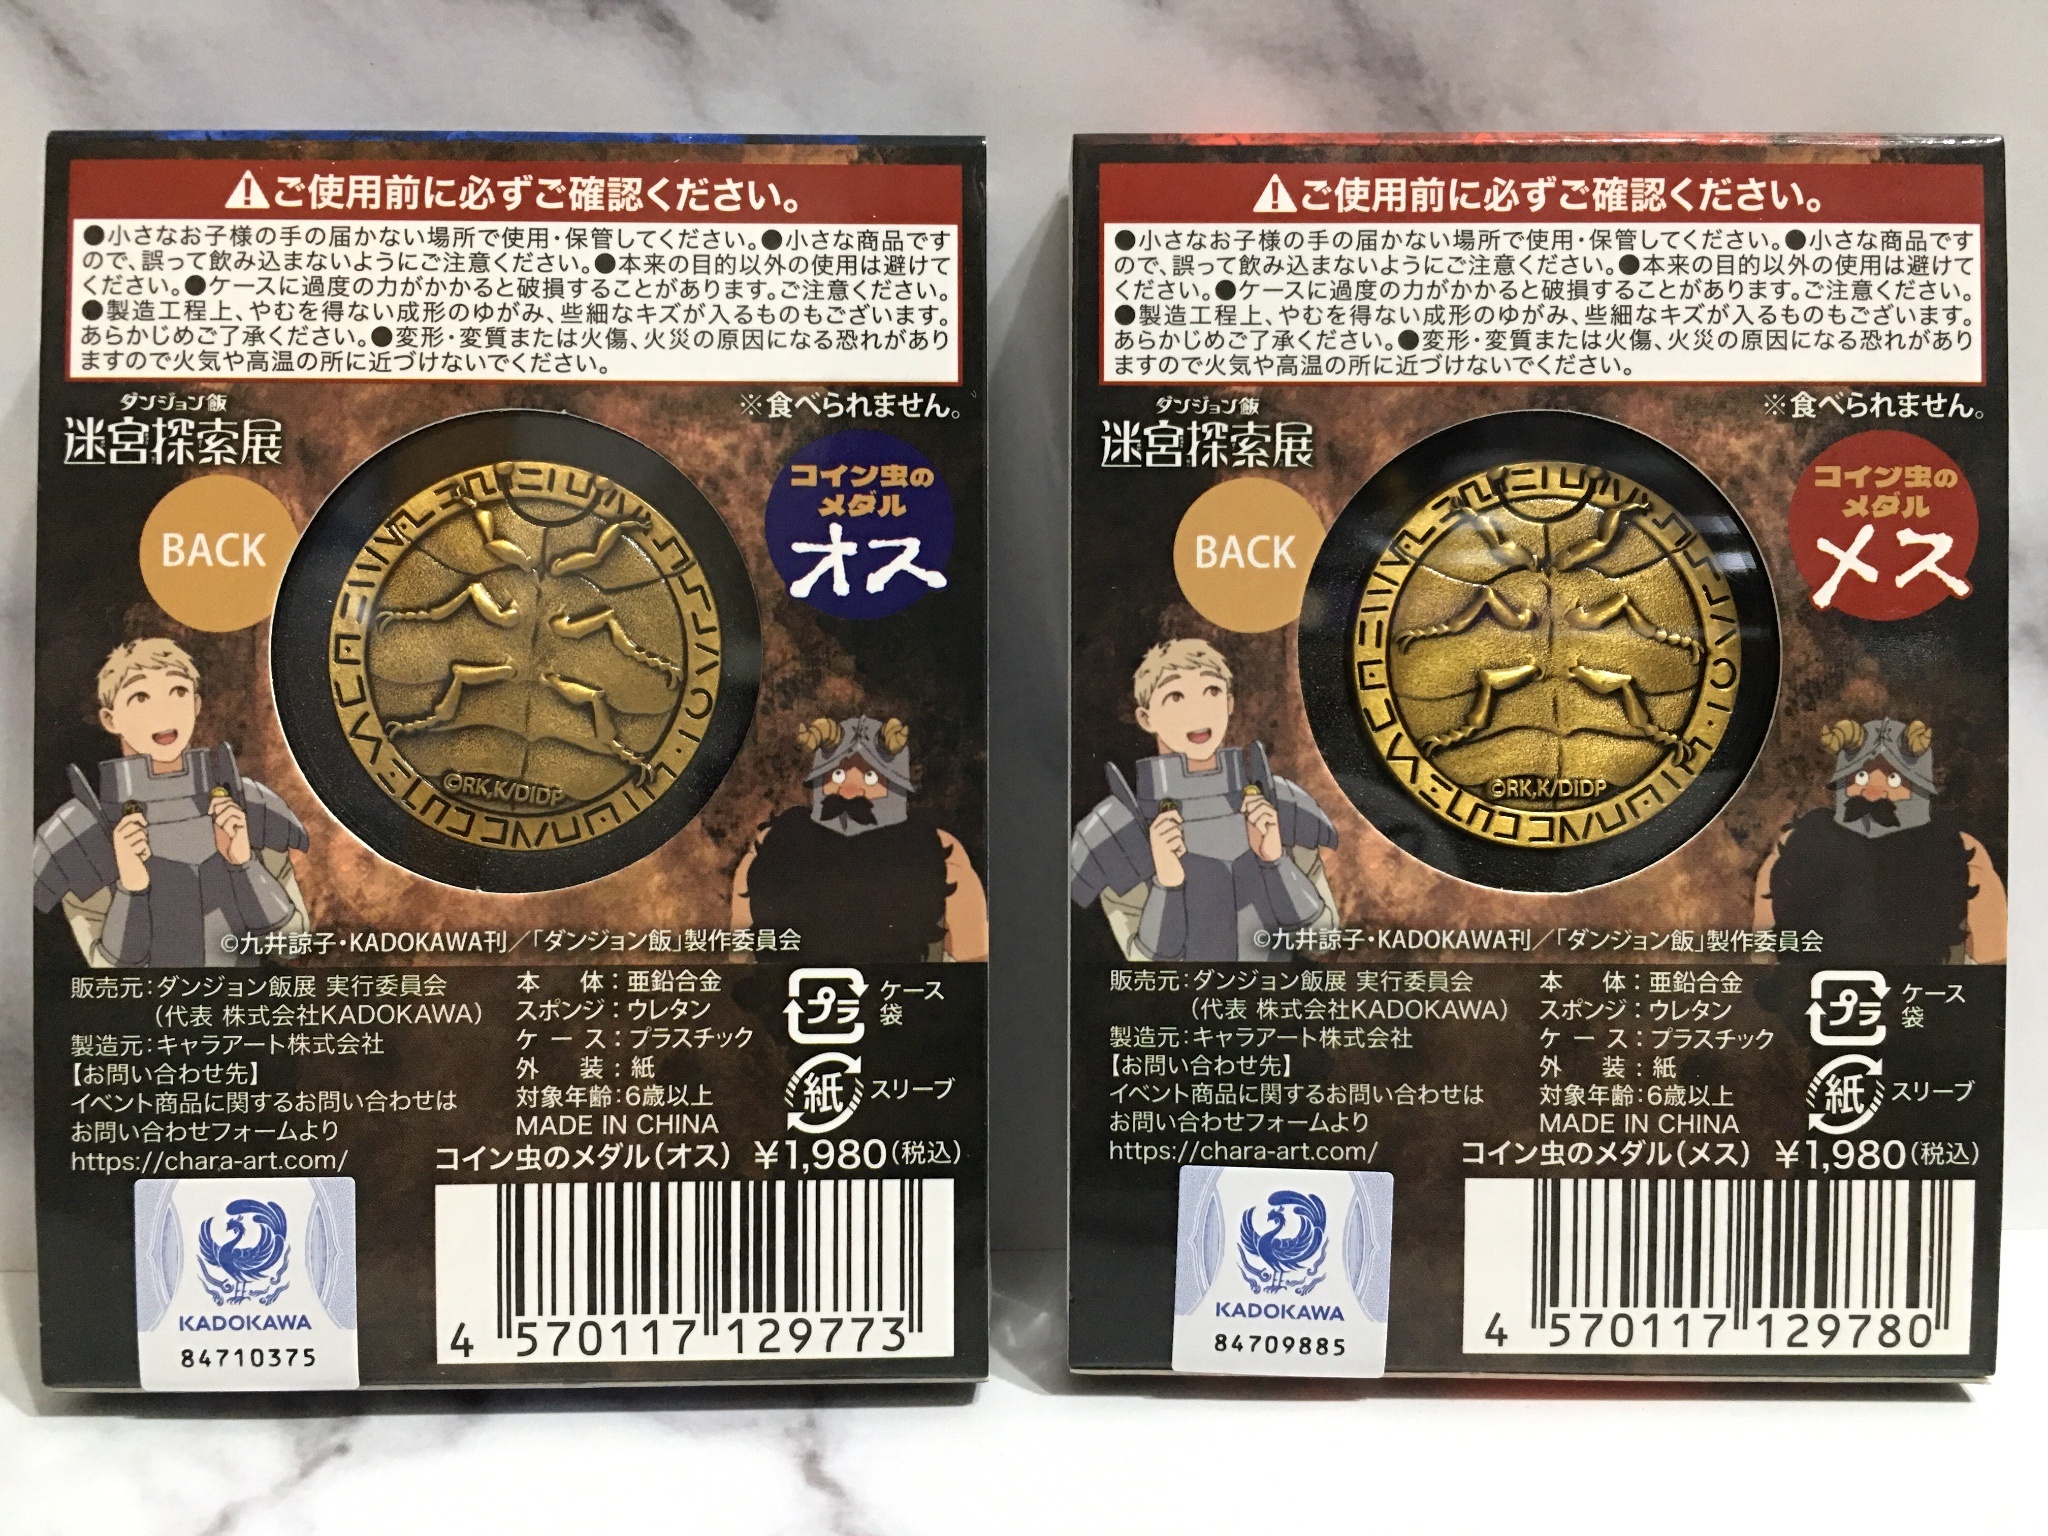 ⚠ご使用前に必ずご確認ください。
●小さなお子様の手の届かない場所で使用・保管してください。●小さな商品です
ので、誤って飲み込まないようにご注意ください。●本来の目的以外の使用は避けて
ください。●ケースに過度の力がかかると破損することがあります。ご注意ください。
●製造工程上、やむを得ない成形のゆがみ、些細なキズが入るものもございます。
あらかじめご了承ください。●変形・変質または火傷、火災の原因になる恐れがあり
ますので火気や高温の所に近づけないでください。
ダンジョン飯
迷宮探索展
※食べられません。
BACK
コイン虫の
メダル
オス
©RK,K/DIDP
©九井諒子・KADOKAWA刊／「ダンジョン飯」製作委員会
販売元：ダンジョン飯展 実行委員会
（代表 株式会社KADOKAWA）
製造元：キャラアート株式会社
【お問い合わせ先】
イベント商品に関するお問い合わせは
お問い合わせフォームより
https://chara-art.com/
本　体：亜鉛合金
スポンジ：ウレタン
ケース：プラスチック
外　装：紙
対象年齢：6歳以上
MADE IN CHINA
プラ
ケース
袋
紙
スリーブ
コイン虫のメダル（オス） ¥1,980（税込）
KADOKAWA
84710375
4 570117 129773
⚠ご使用前に必ずご確認ください。
●小さなお子様の手の届かない場所で使用・保管してください。●小さな商品です
ので、誤って飲み込まないようにご注意ください。●本来の目的以外の使用は避けて
ください。●ケースに過度の力がかかると破損することがあります。ご注意ください。
●製造工程上、やむを得ない成形のゆがみ、些細なキズが入るものもございます。
あらかじめご了承ください。●変形・変質または火傷、火災の原因になる恐れがあり
ますので火気や高温の所に近づけないでください。
ダンジョン飯
迷宮探索展
※食べられません。
BACK
コイン虫の
メダル
メス
©RK,K/DIDP
©九井諒子・KADOKAWA刊／「ダンジョン飯」製作委員会
販売元：ダンジョン飯展 実行委員会
（代表 株式会社KADOKAWA）
製造元：キャラアート株式会社
【お問い合わせ先】
イベント商品に関するお問い合わせは
お問い合わせフォームより
https://chara-art.com/
本　体：亜鉛合金
スポンジ：ウレタン
ケース：プラスチック
外　装：紙
対象年齢：6歳以上
MADE IN CHINA
プラ
ケース
袋
紙
スリーブ
コイン虫のメダル（メス） ¥1,980（税込）
KADOKAWA
84709885
4 570117 129780